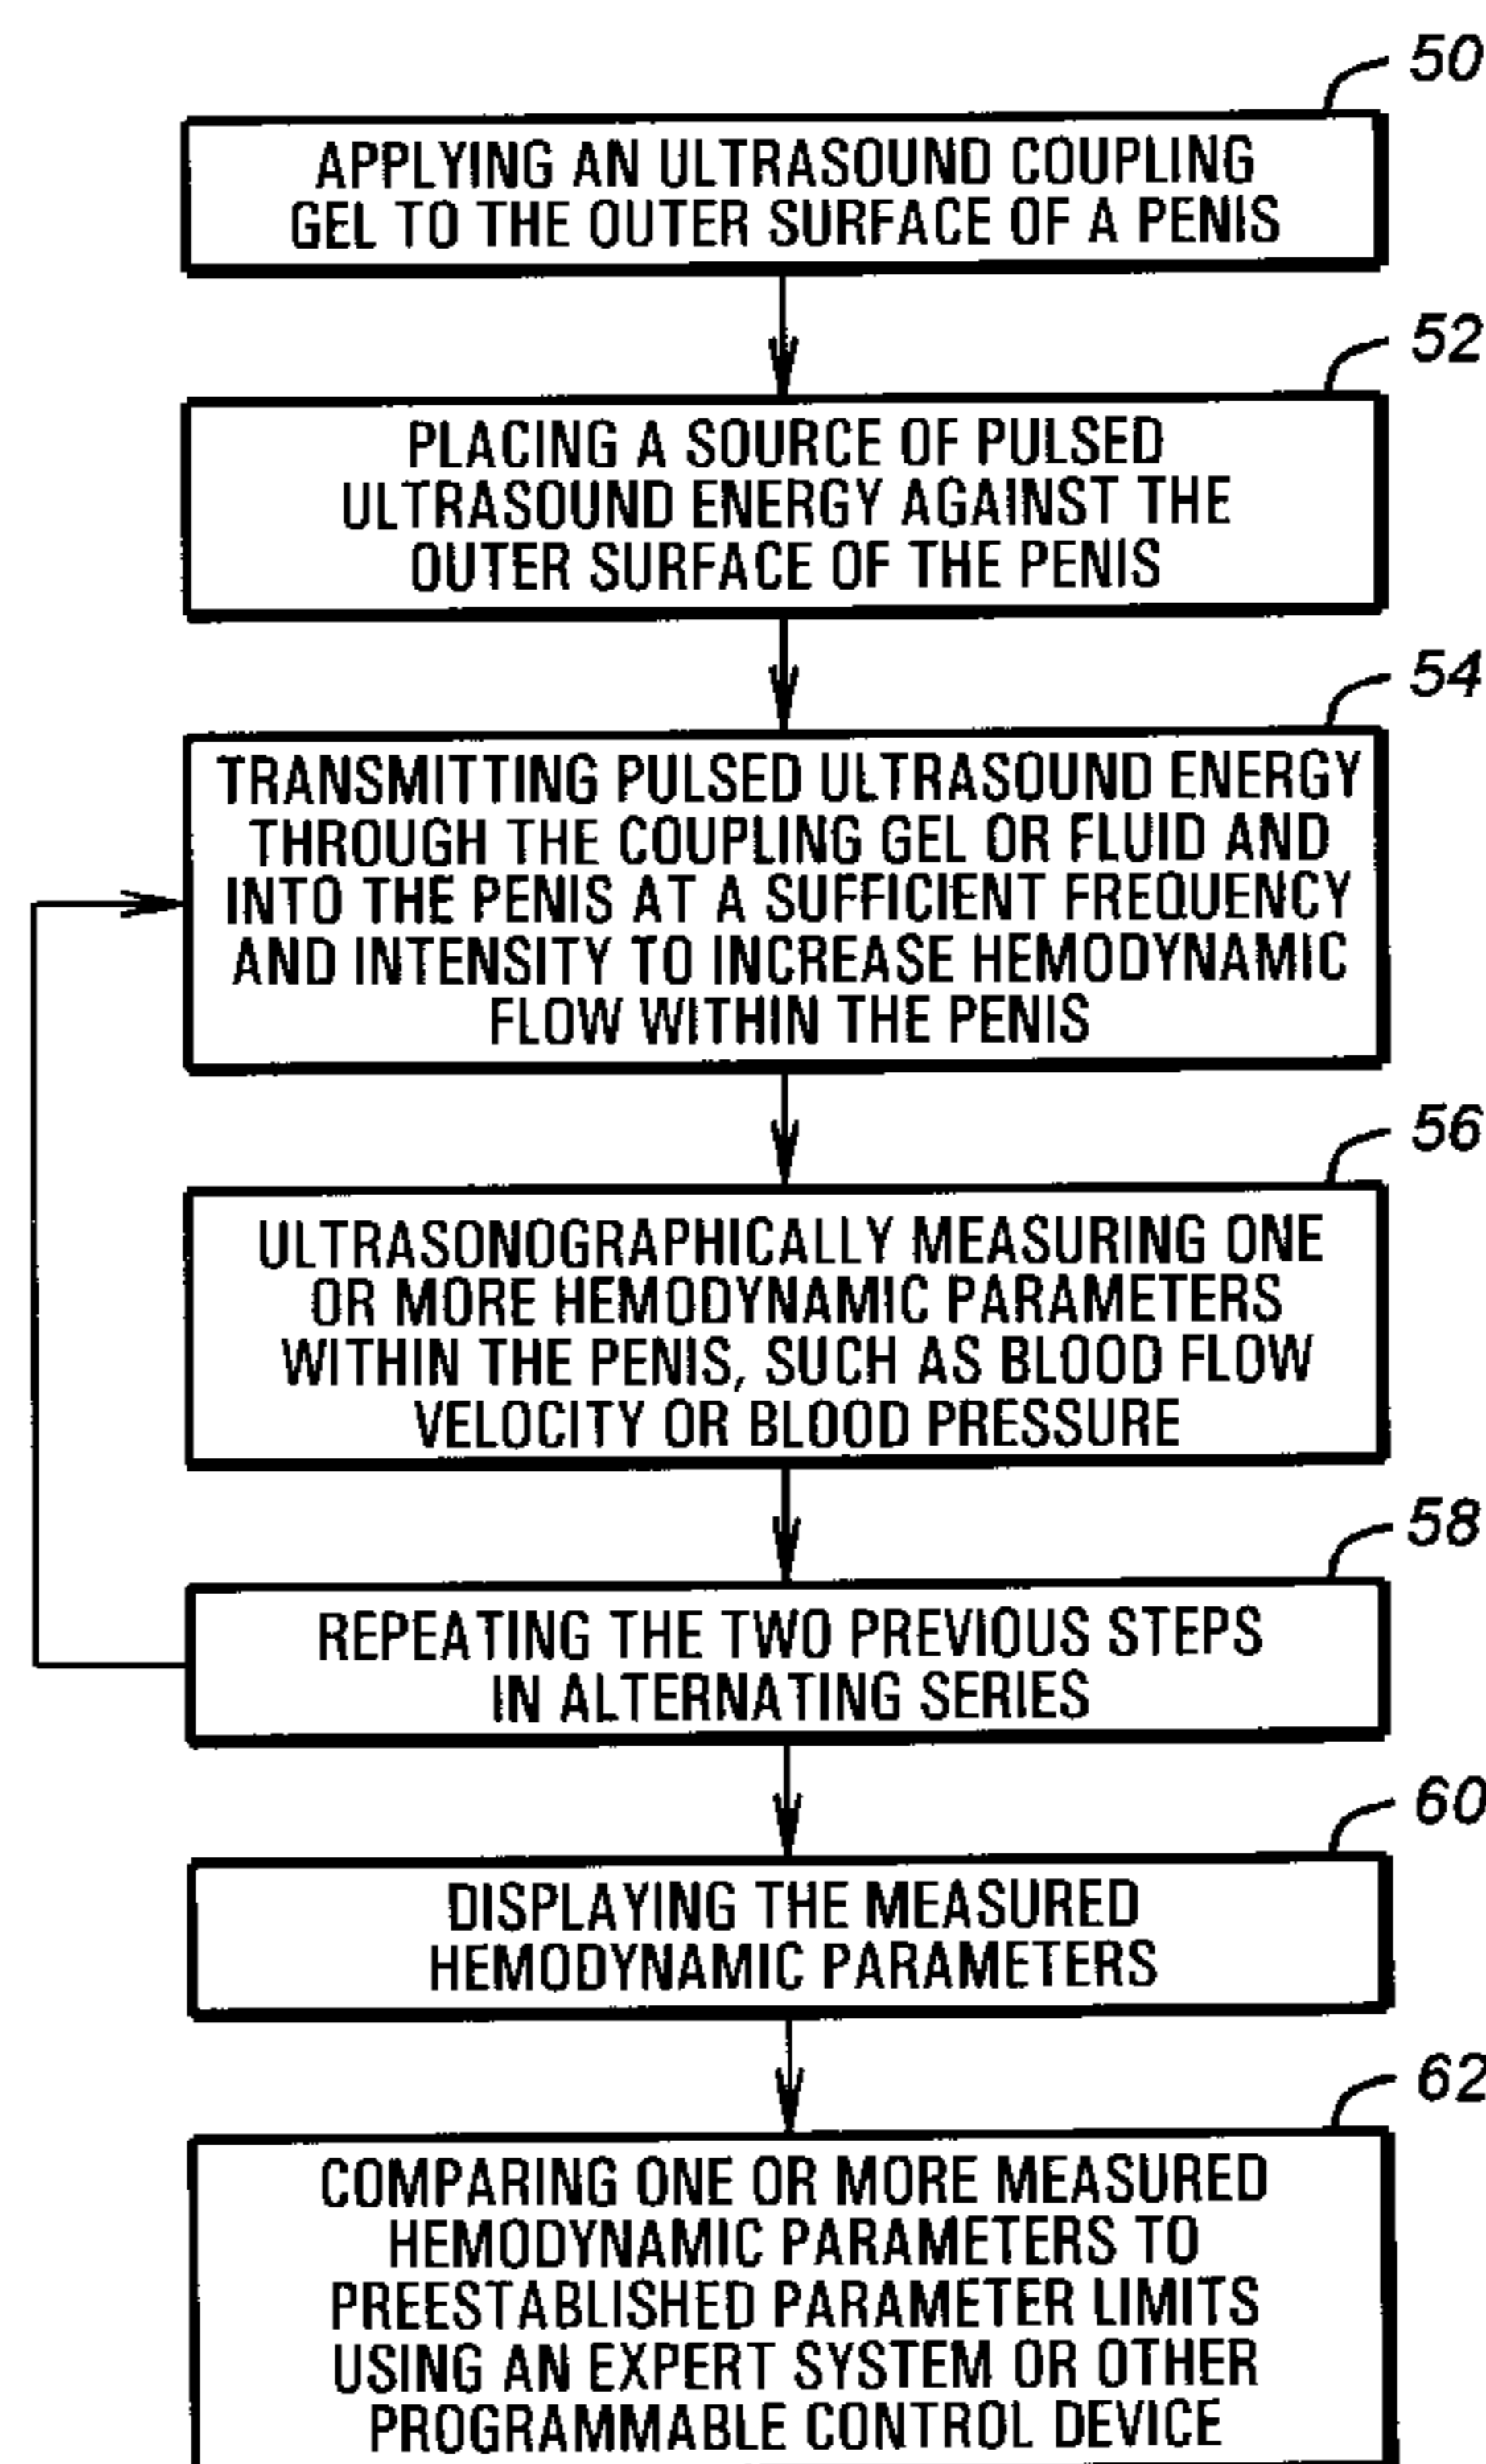 50
APPLYING AN ULTRASOUND COUPLING
GEL TO THE OUTER SURFACE OF A PENIS
52
PLACING A SOURCE OF PULSED
ULTRASOUND ENERGY AGAINST THE
OUTER SURFACE OF THE PENIS
54
TRANSMITTING PULSED ULTRASOUND ENERGY
THROUGH THE COUPLING GEL OR FLUID AND
INTO THE PENIS AT A SUFFICIENT FREQUENCY
AND INTENSITY TO INCREASE HEMODYNAMIC
FLOW WITHIN THE PENIS
56
ULTRASONOGRAPHICALLY MEASURING ONE
OR MORE HEMODYNAMIC PARAMETERS
WITHIN THE PENIS, SUCH AS BLOOD FLOW
VELOCITY OR BLOOD PRESSURE
58
REPEATING THE TWO PREVIOUS STEPS
IN ALTERNATING SERIES
60
DISPLAYING THE MEASURED
HEMODYNAMIC PARAMETERS
62
COMPARING ONE OR MORE MEASURED
HEMODYNAMIC PARAMETERS TO
PREESTABLISHED PARAMETER LIMITS
USING AN EXPERT SYSTEM OR OTHER
PROGRAMMABLE CONTROL DEVICE